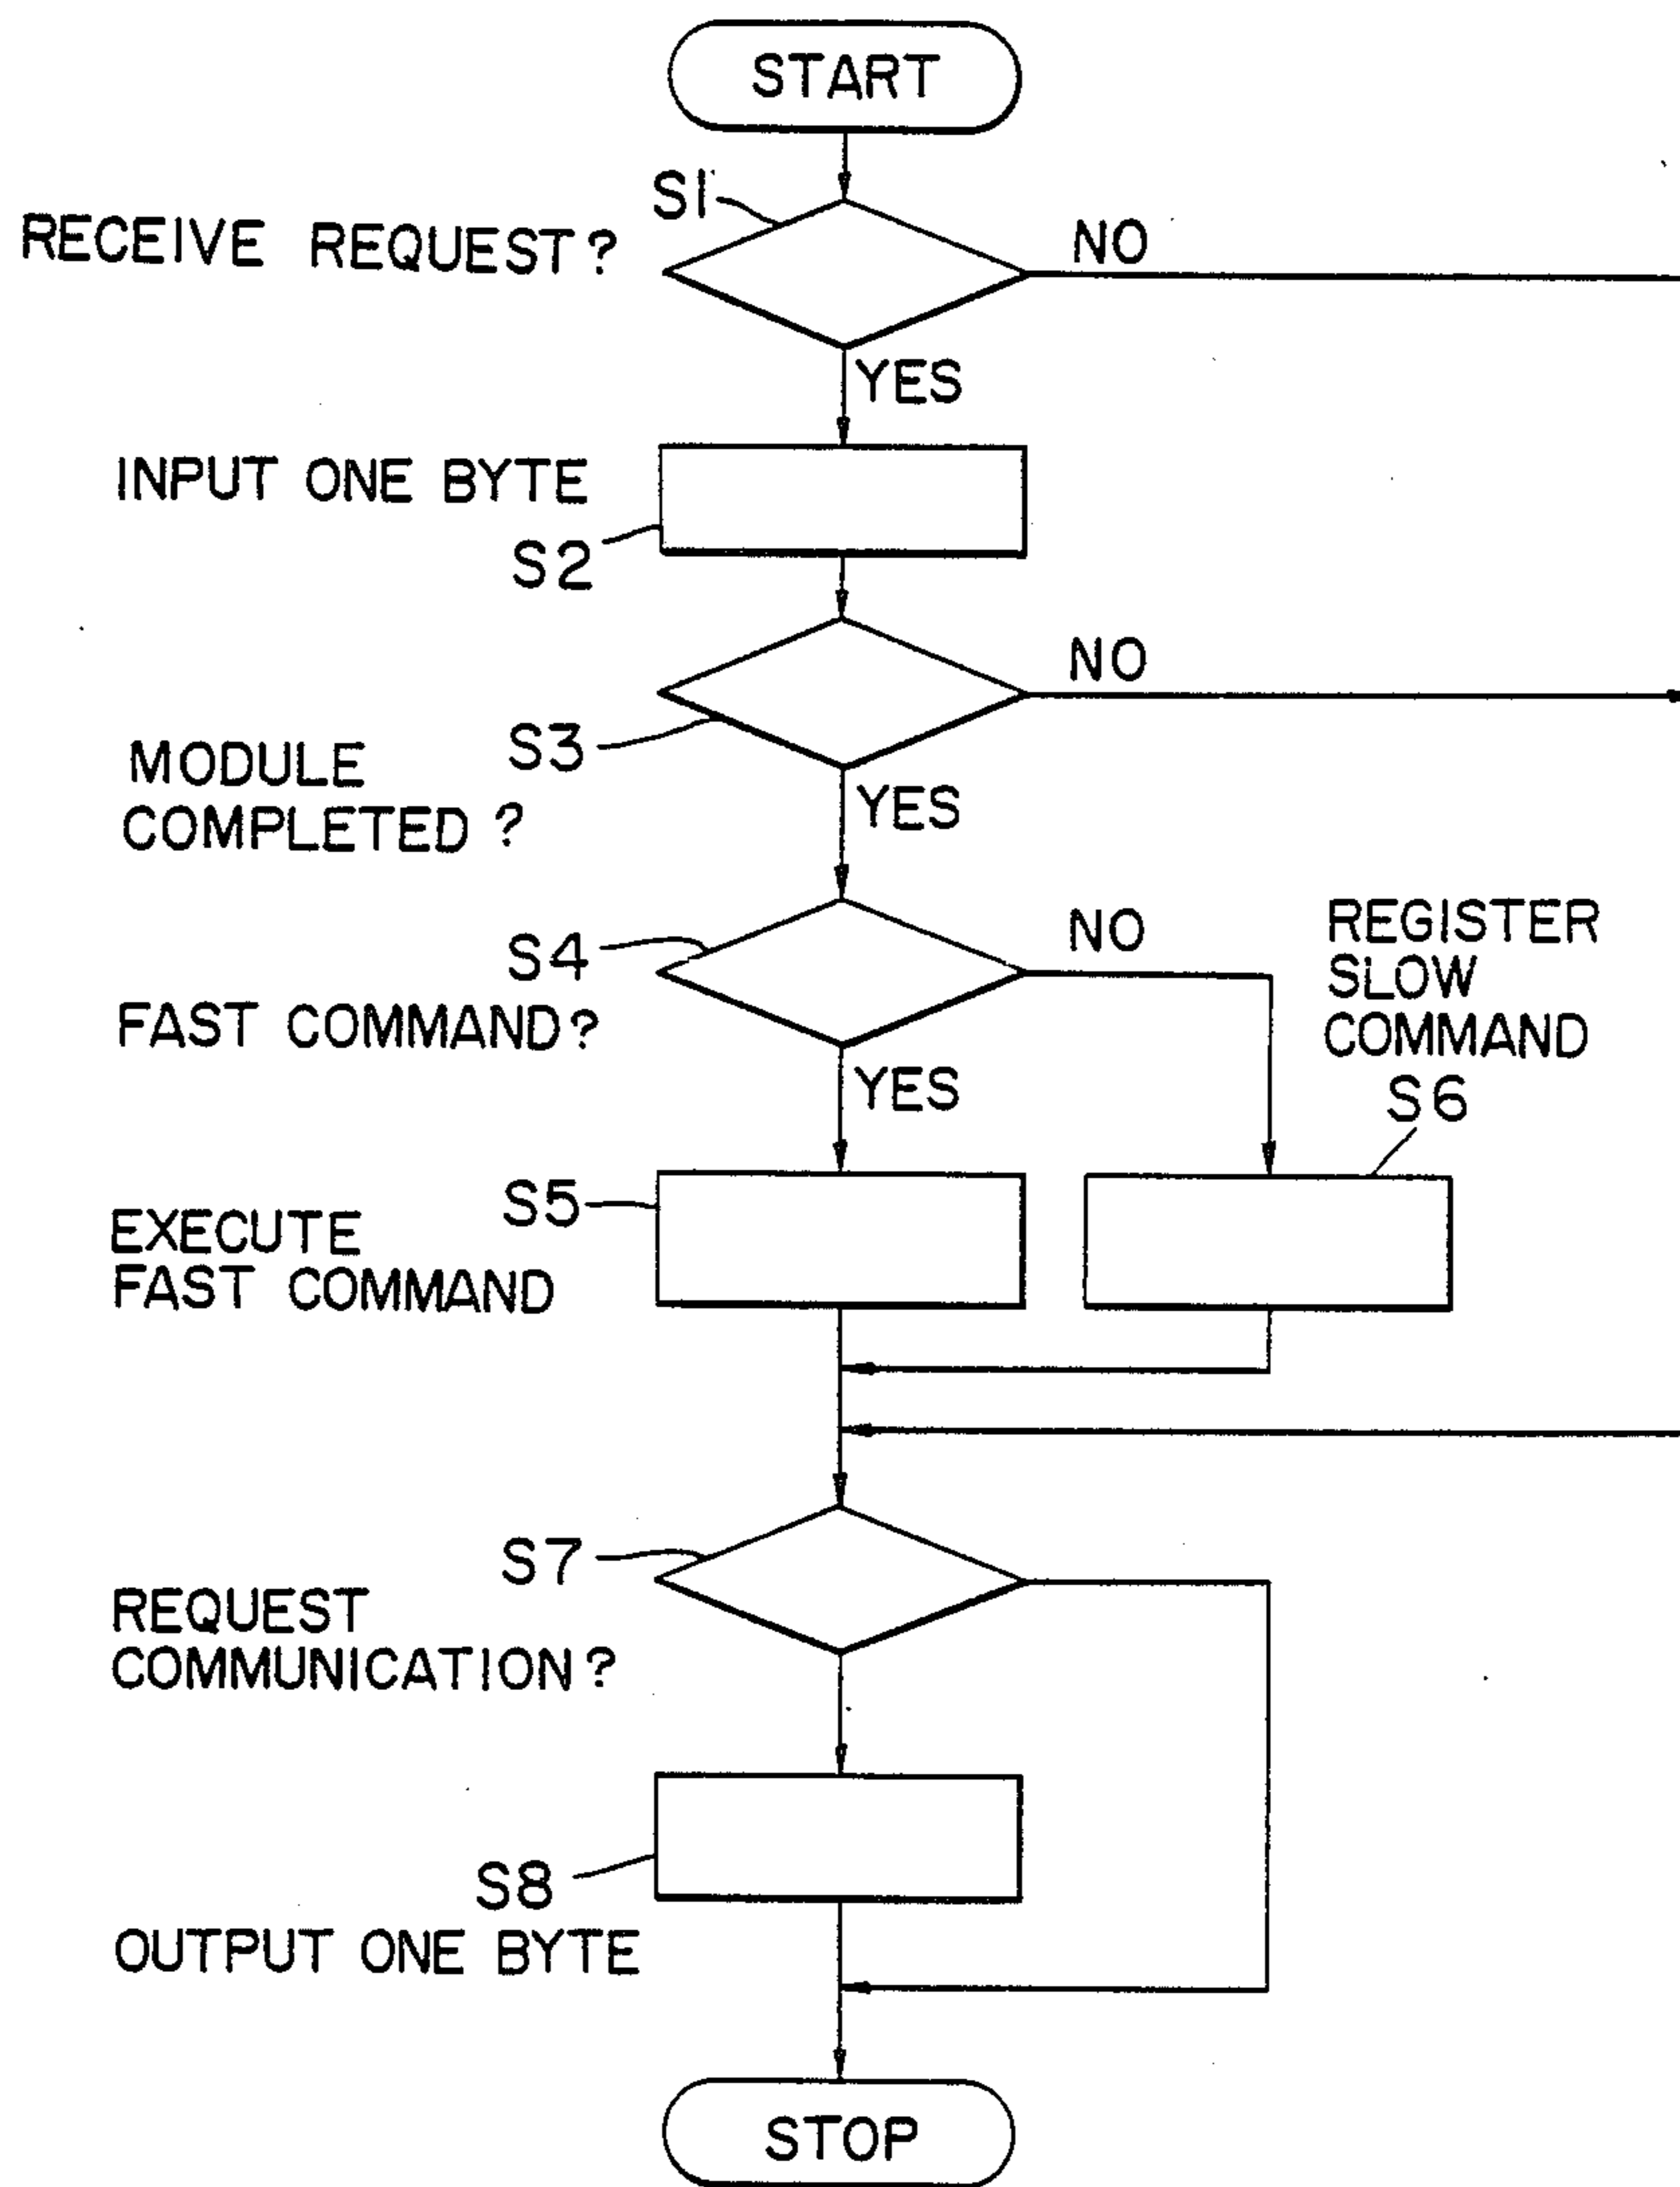 START
S1
RECEIVE REQUEST?
NO
YES
INPUT ONE BYTE
S2
NO
S3
MODULE
COMPLETED?
YES
S4
NO
REGISTER
SLOW
COMMAND
S6
FAST COMMAND?
YES
S5
EXECUTE
FAST COMMAND
S7
REQUEST
COMMUNICATION?
S8
OUTPUT ONE BYTE
STOP